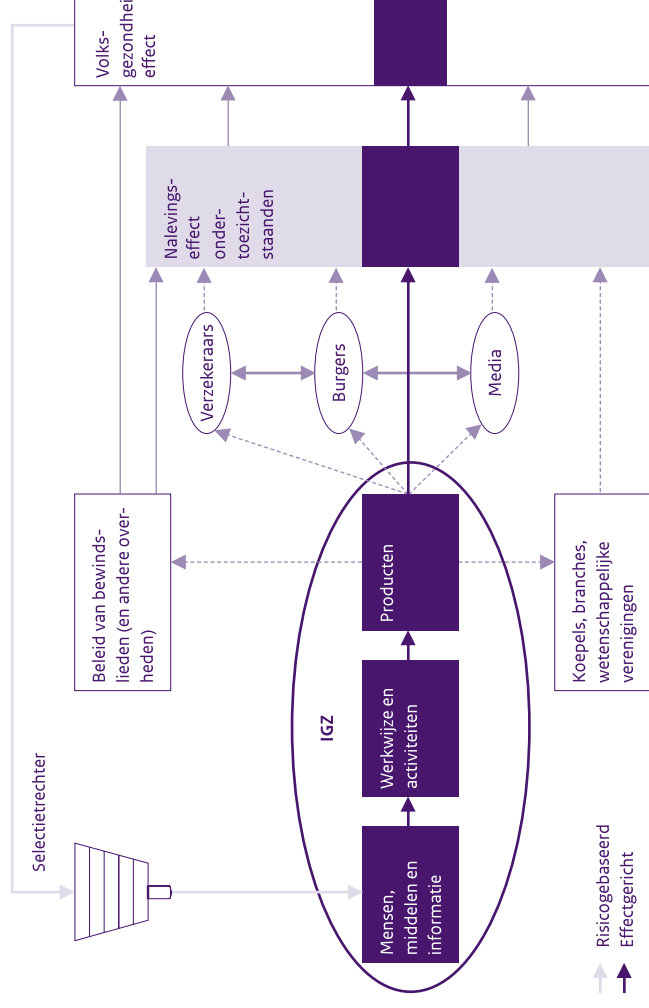 Selectietrechter
Beleid van bewinds-
lieden (en andere over-
heden)
Volks-
effect
Nalevings-
effect
onder-
toezicht-
staanden
Verzekeraars
Burgers
Media
IGZ
Mensen,
middelen en
informatie
Werkwijze en
activiteiten
Producten
Koepels, branches,
wetenschappelijke
verenigingen
Risicogebaseerd
Effectgericht